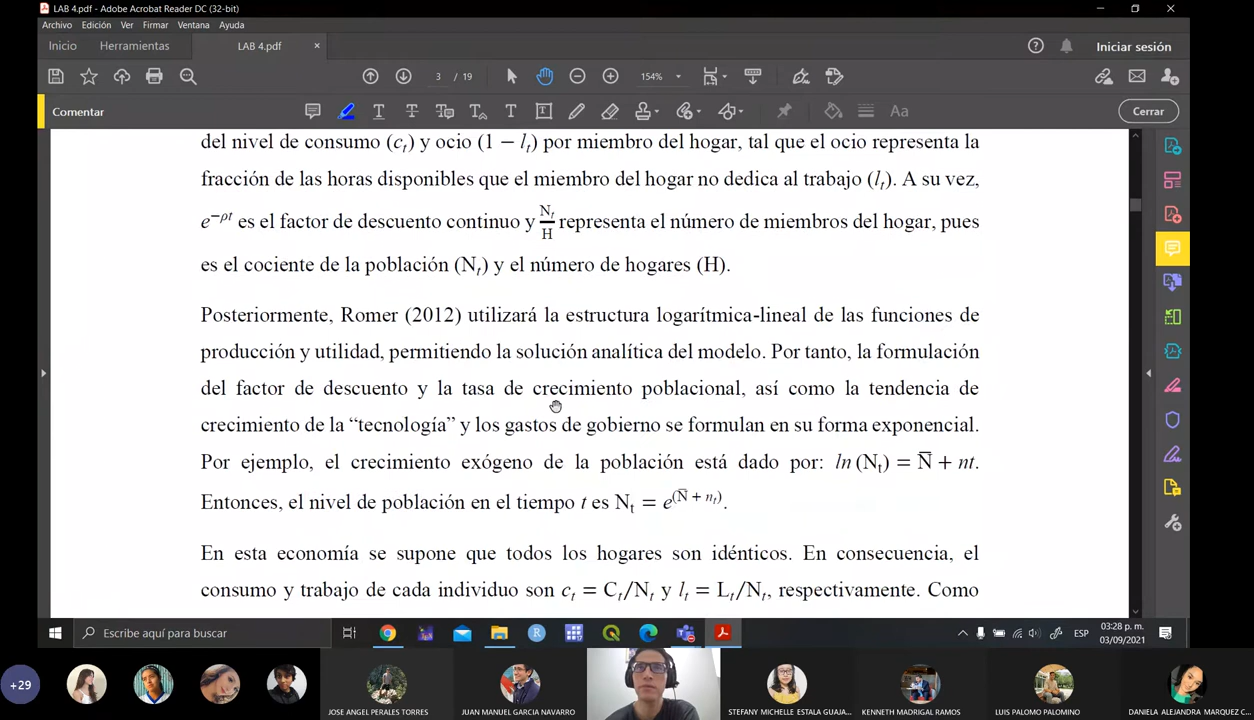 LAB 4.pdf - Adobe Acrobat Reader DC (32-bit)
Archivo Edición Ver Firmar Ventana Ayuda
Inicio Herramientas LAB 4.pdf × Iniciar sesión
3 / 19 154%
Comentar Cerrar
del nivel de consumo (cₜ) y ocio (1 − lₜ) por miembro del hogar, tal que el ocio representa la
fracción de las horas disponibles que el miembro del hogar no dedica al trabajo (lₜ). A su vez,
e^−ρt es el factor de descuento continuo y Nₜ/H representa el número de miembros del hogar, pues
es el cociente de la población (Nₜ) y el número de hogares (H).
Posteriormente, Romer (2012) utilizará la estructura logarítmica-lineal de las funciones de
producción y utilidad, permitiendo la solución analítica del modelo. Por tanto, la formulación
del factor de descuento y la tasa de crecimiento poblacional, así como la tendencia de
crecimiento de la “tecnología” y los gastos de gobierno se formulan en su forma exponencial.
Por ejemplo, el crecimiento exógeno de la población está dado por: ln (Nₜ) = N̅ + nt.
Entonces, el nivel de población en el tiempo t es Nₜ = e^(N̅ + nₜ).
En esta economía se supone que todos los hogares son idénticos. En consecuencia, el
consumo y trabajo de cada individuo son cₜ = Cₜ/Nₜ y lₜ = Lₜ/Nₜ, respectivamente. Como
Escribe aquí para buscar
ESP
03:28 p. m.
03/09/2021
+29
JOSE ANGEL PERALES TORRES
JUAN MANUEL GARCIA NAVARRO
STEFANY MICHELLE ESTALA GUAJA...
KENNETH MADRIGAL RAMOS
LUIS PALOMO PALOMINO
DANIELA ALEJANDRA MARQUEZ C...